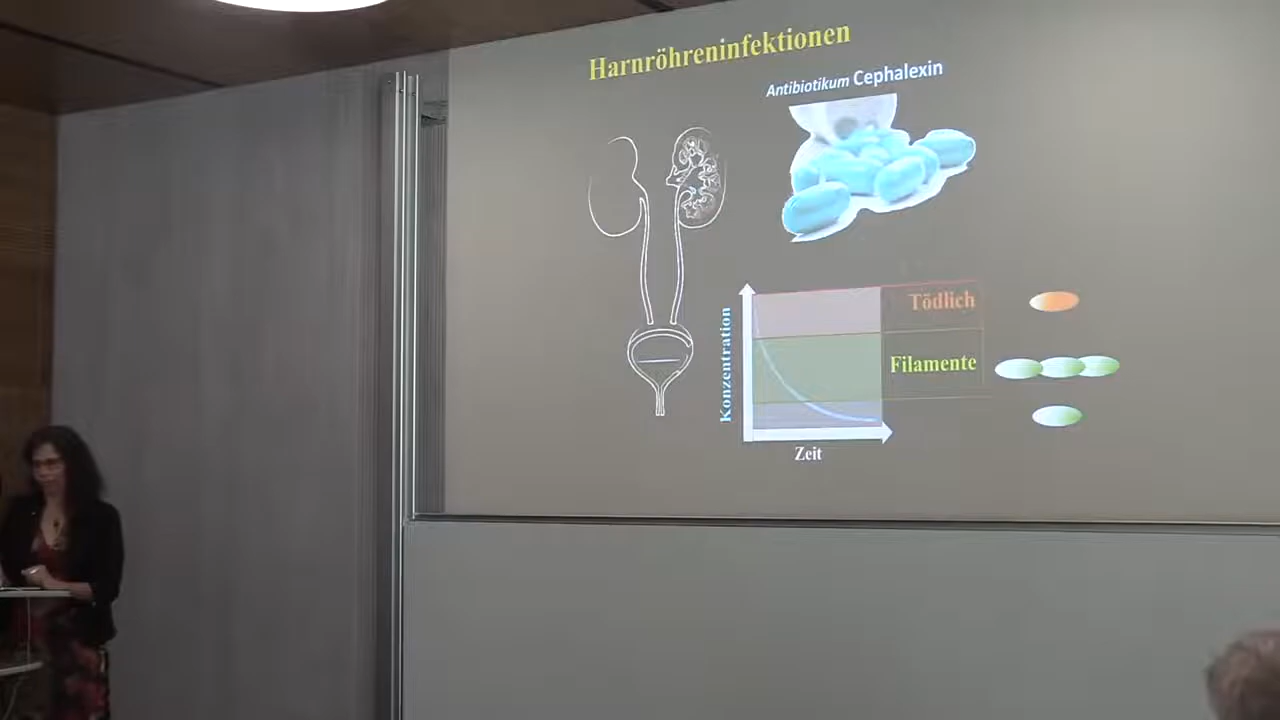 Harnröhreninfektionen
Antibiotikum Cephalexin
Konzentration
Tödlich
Filamente
Zeit